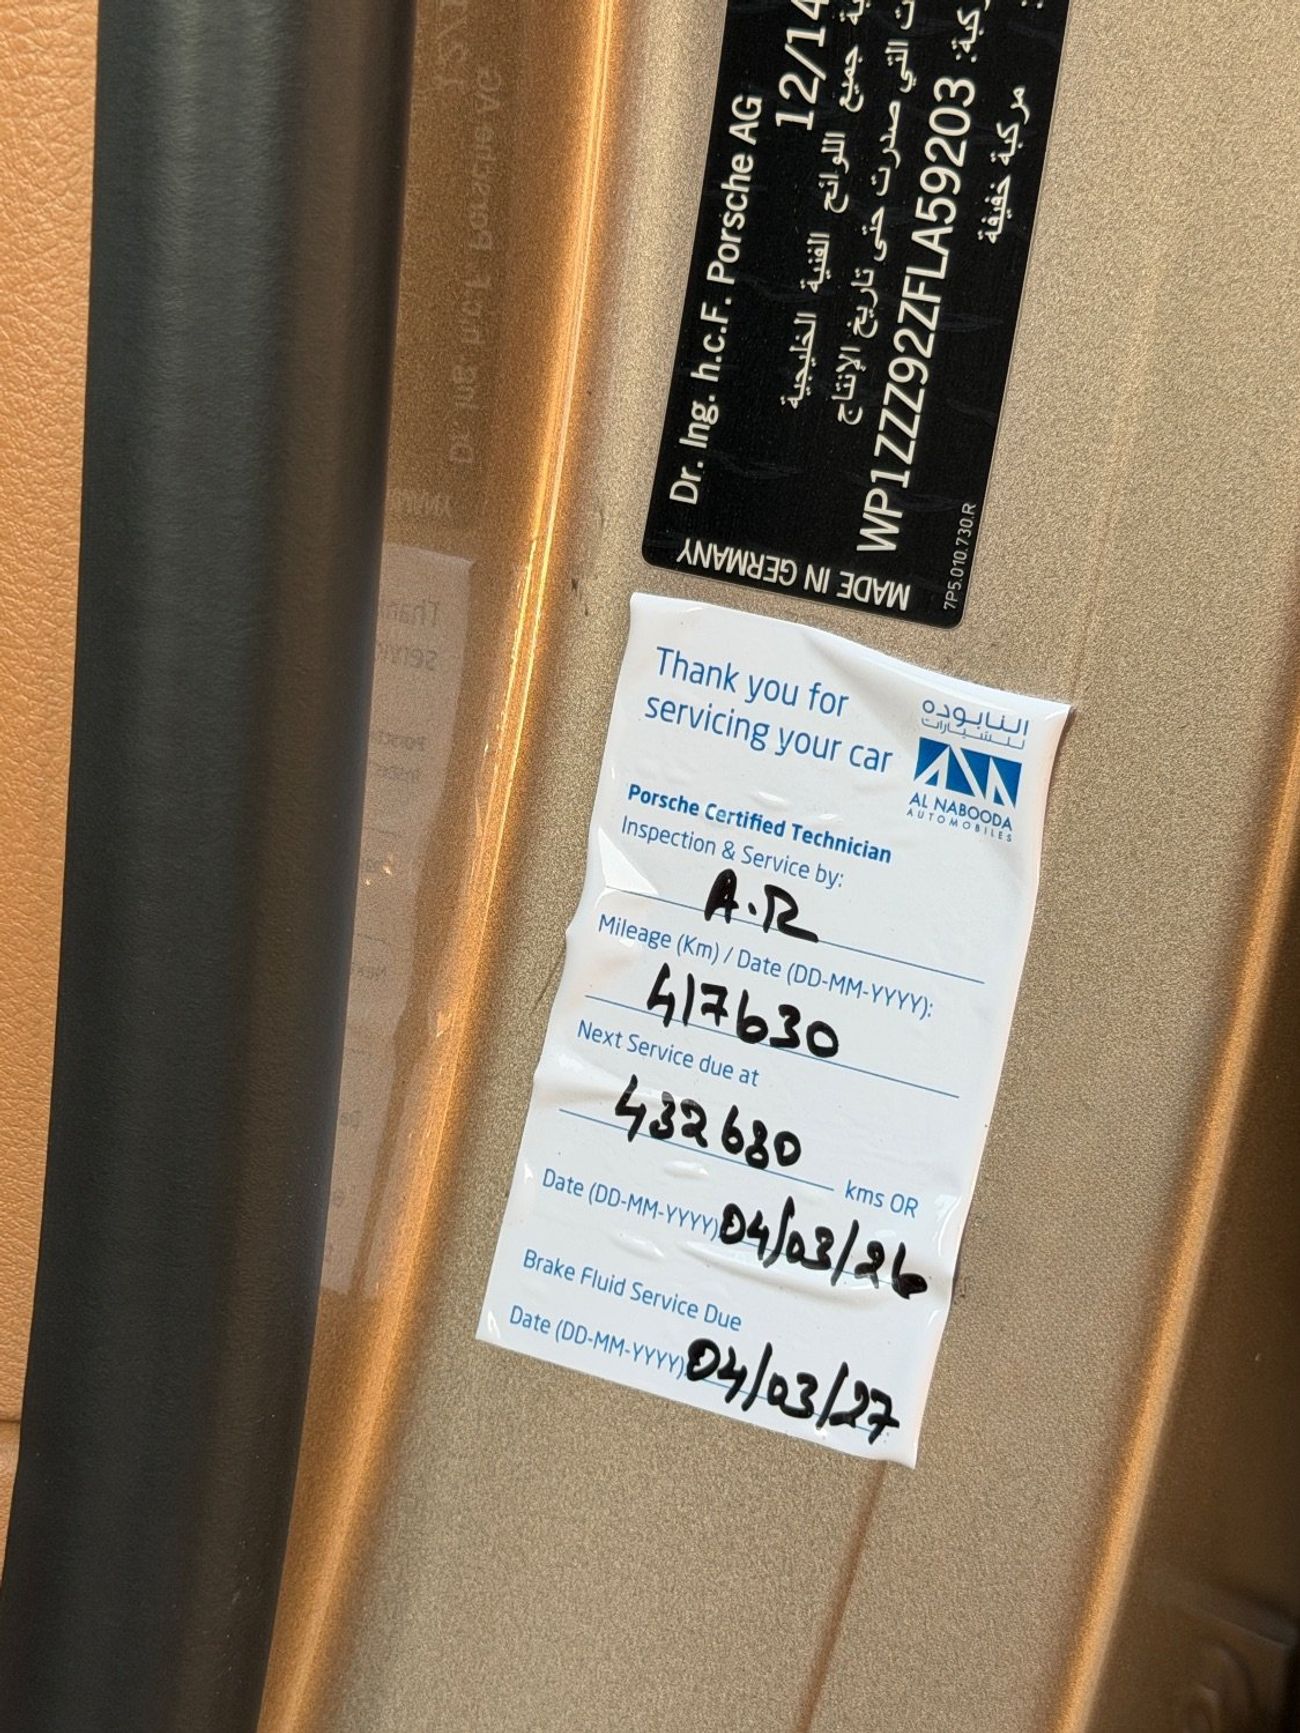 Dr. Ing. h.c.F. Porsche AG
12/14
جميع اللوائح الفنية الخليجية
التي صدرت حتى تاريخ الإنتاج
WP1ZZZ92ZFLA59203
مركبة خفيفة
MADE IN GERMANY
7P5.010.730.R
Thank you for
servicing your car
النابوده
للسيارات
AL NABOODA
AUTOMOBILES
Porsche Certified Technician
Inspection & Service by:
A.R
Mileage (Km) / Date (DD-MM-YYYY):
417630
Next Service due at
432680
kms OR
Date (DD-MM-YYYY) 04/03/26
Brake Fluid Service Due
Date (DD-MM-YYYY) 04/03/27